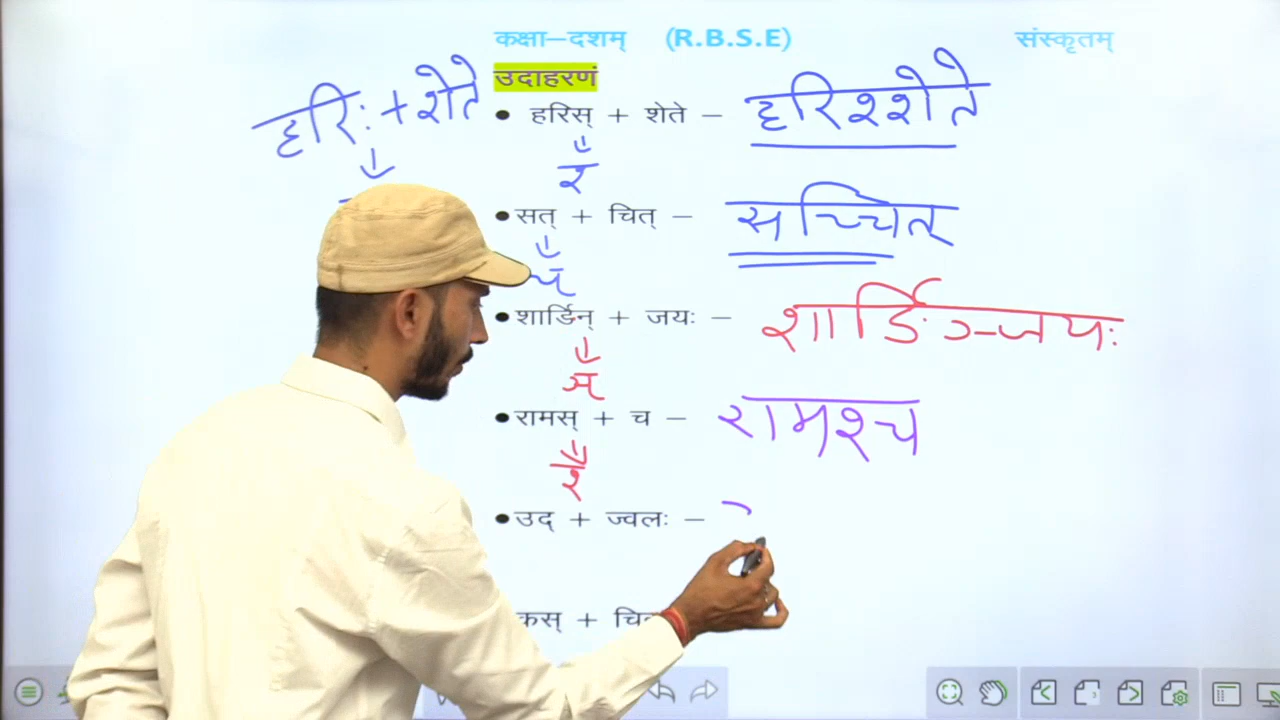 कक्षा–दशम् (R.B.S.E) संस्कृतम्
उदाहरणं
हरिः + शेते
• हरिस् + शेते – हरिश्शेते
श्
• सत् + चित् – सच्चित्
च्
• शार्डिन् + जयः – शार्ङिञ्जयः
ञ्
• रामस् + च – रामश्च
श्
• उद् + ज्वलः –
कस् +